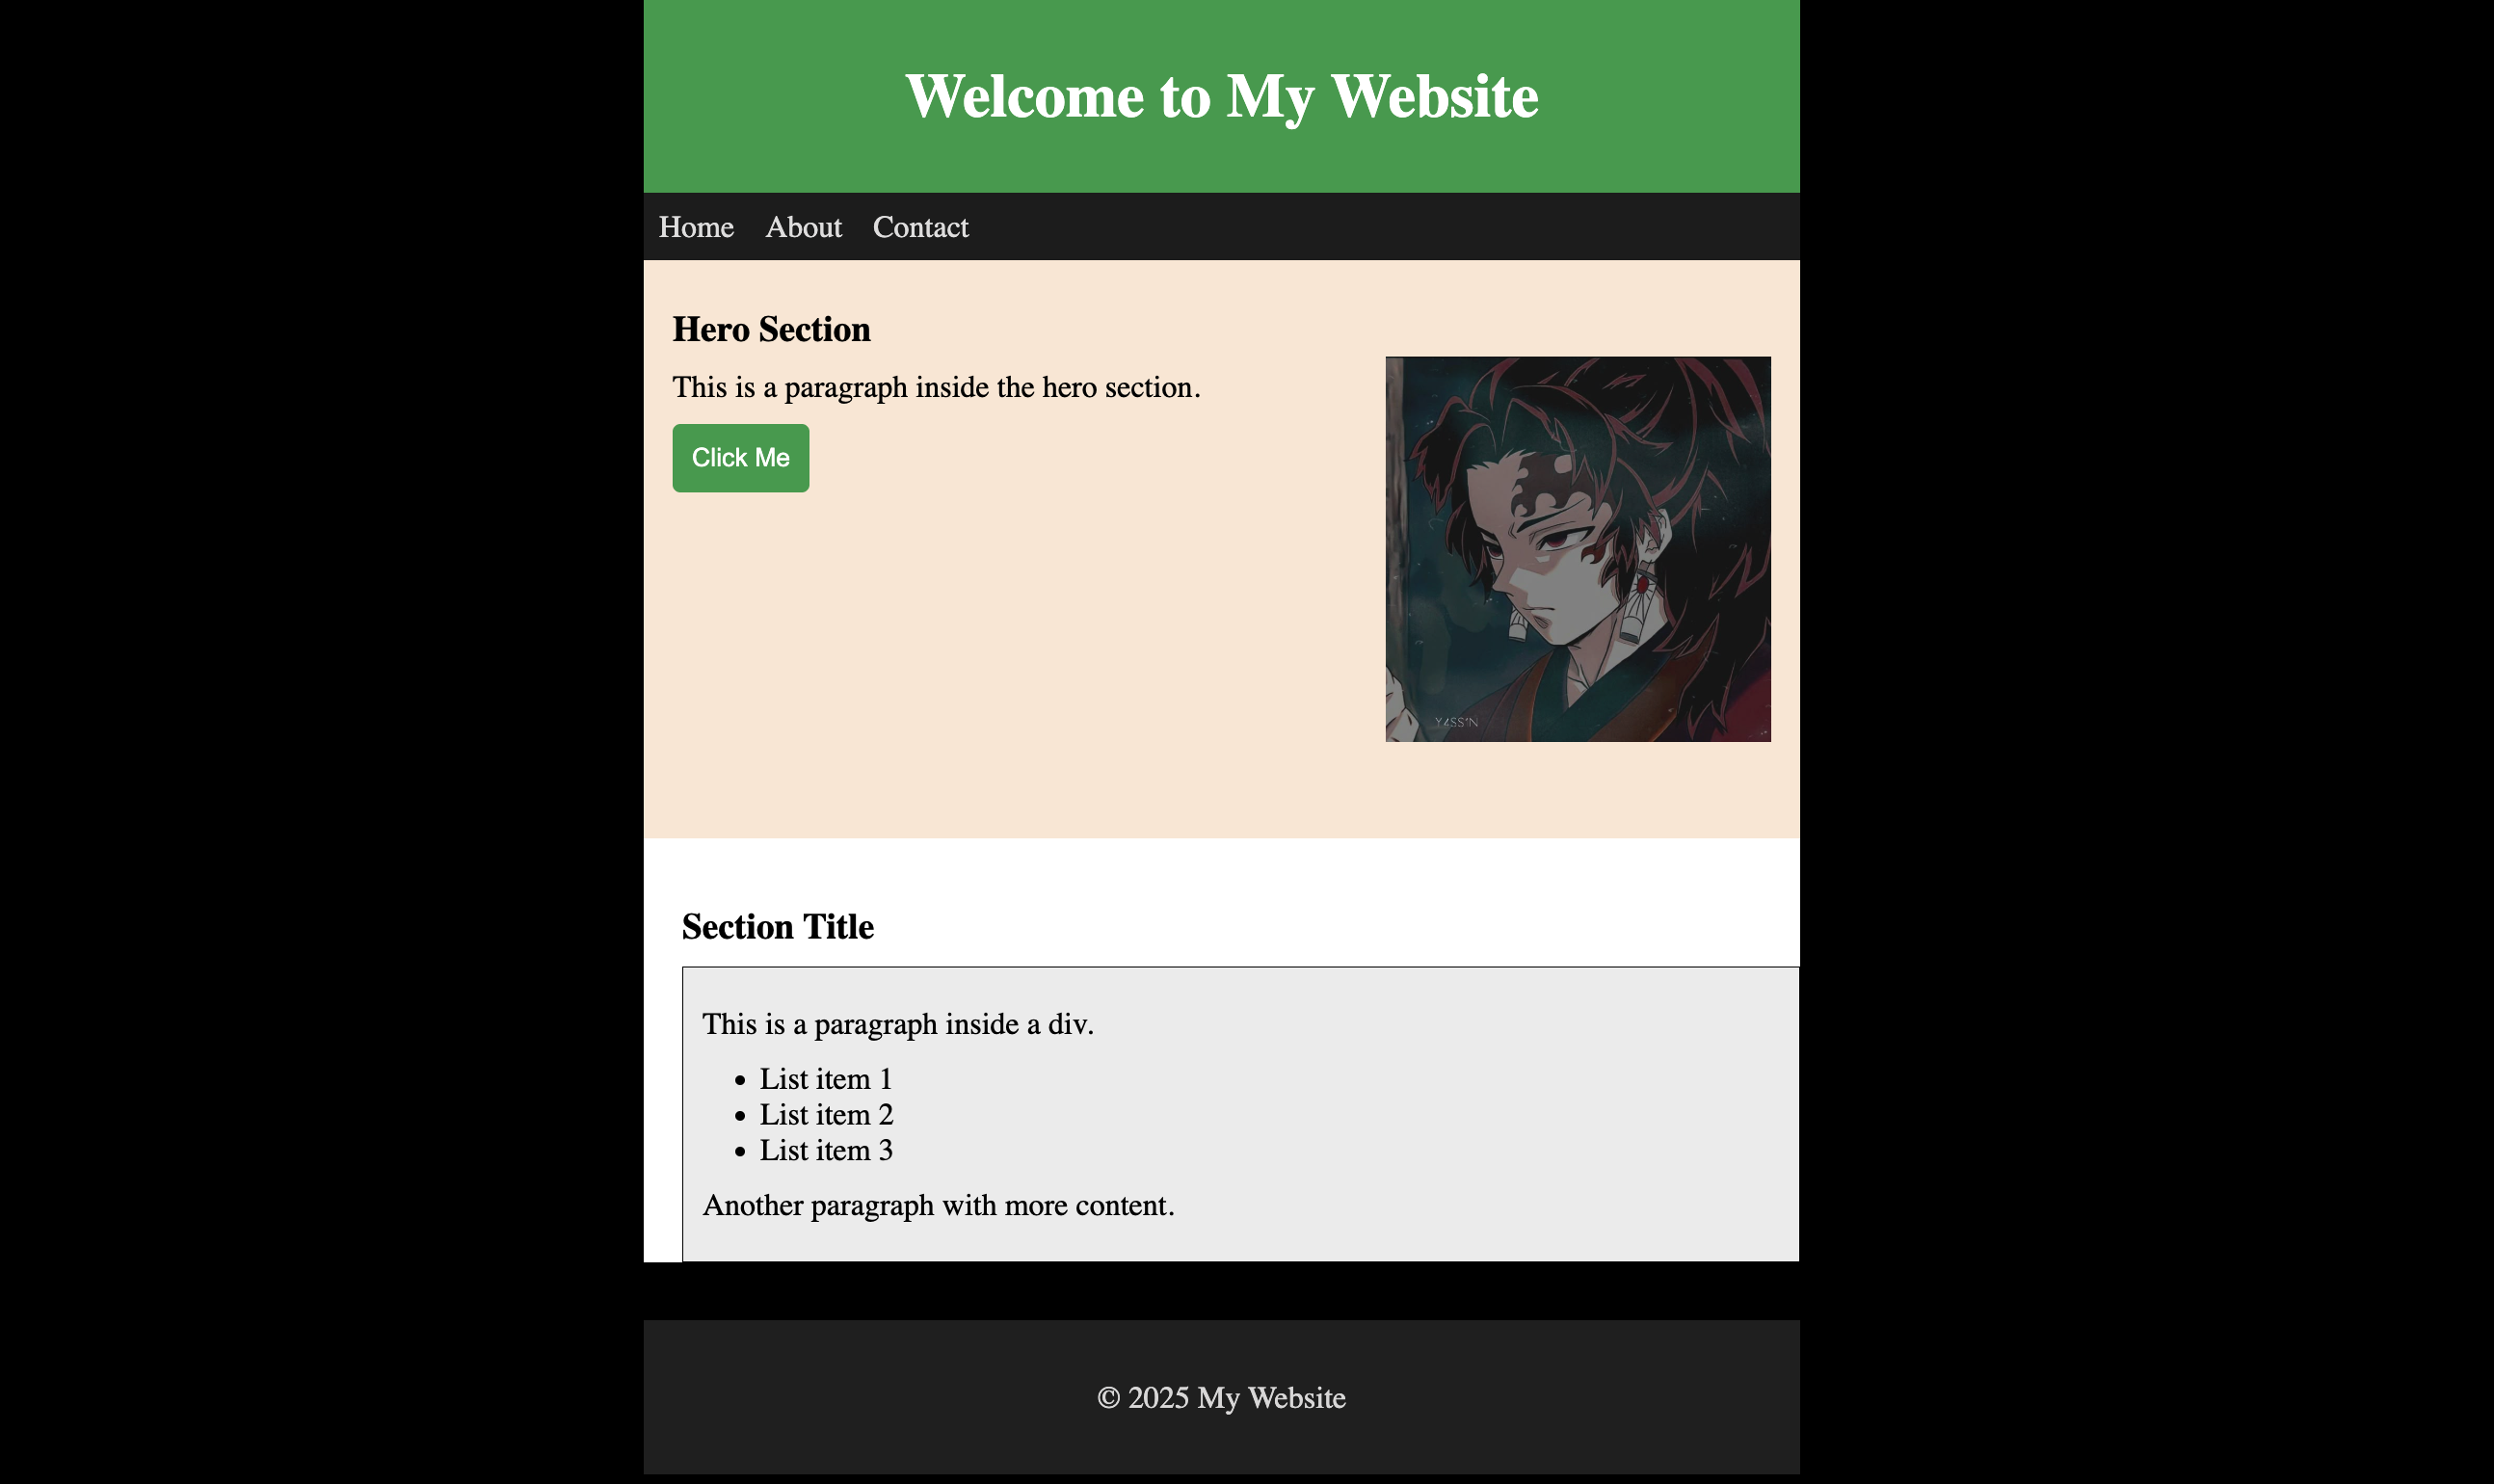 Welcome to My Website
Home About Contact
Hero Section
This is a paragraph inside the hero section.
Click Me
Y4SS1N
Section Title
This is a paragraph inside a div.
• List item 1
• List item 2
• List item 3
Another paragraph with more content.
© 2025 My Website